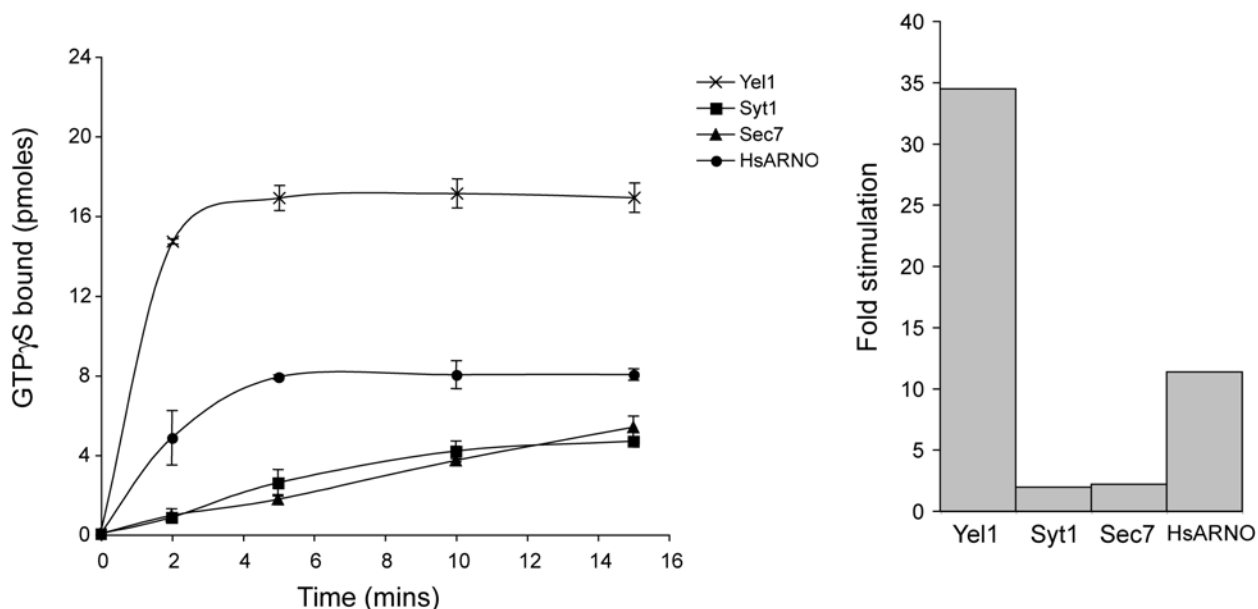 24
20
16
12
8
4
0
GTPγS bound (pmoles)
0 2 4 6 8 10 12 14 16
Time (mins)
Yel1
Syt1
Sec7
HsARNO
40
35
30
25
20
15
10
5
0
Fold stimulation
Yel1 Syt1 Sec7 HsARNO